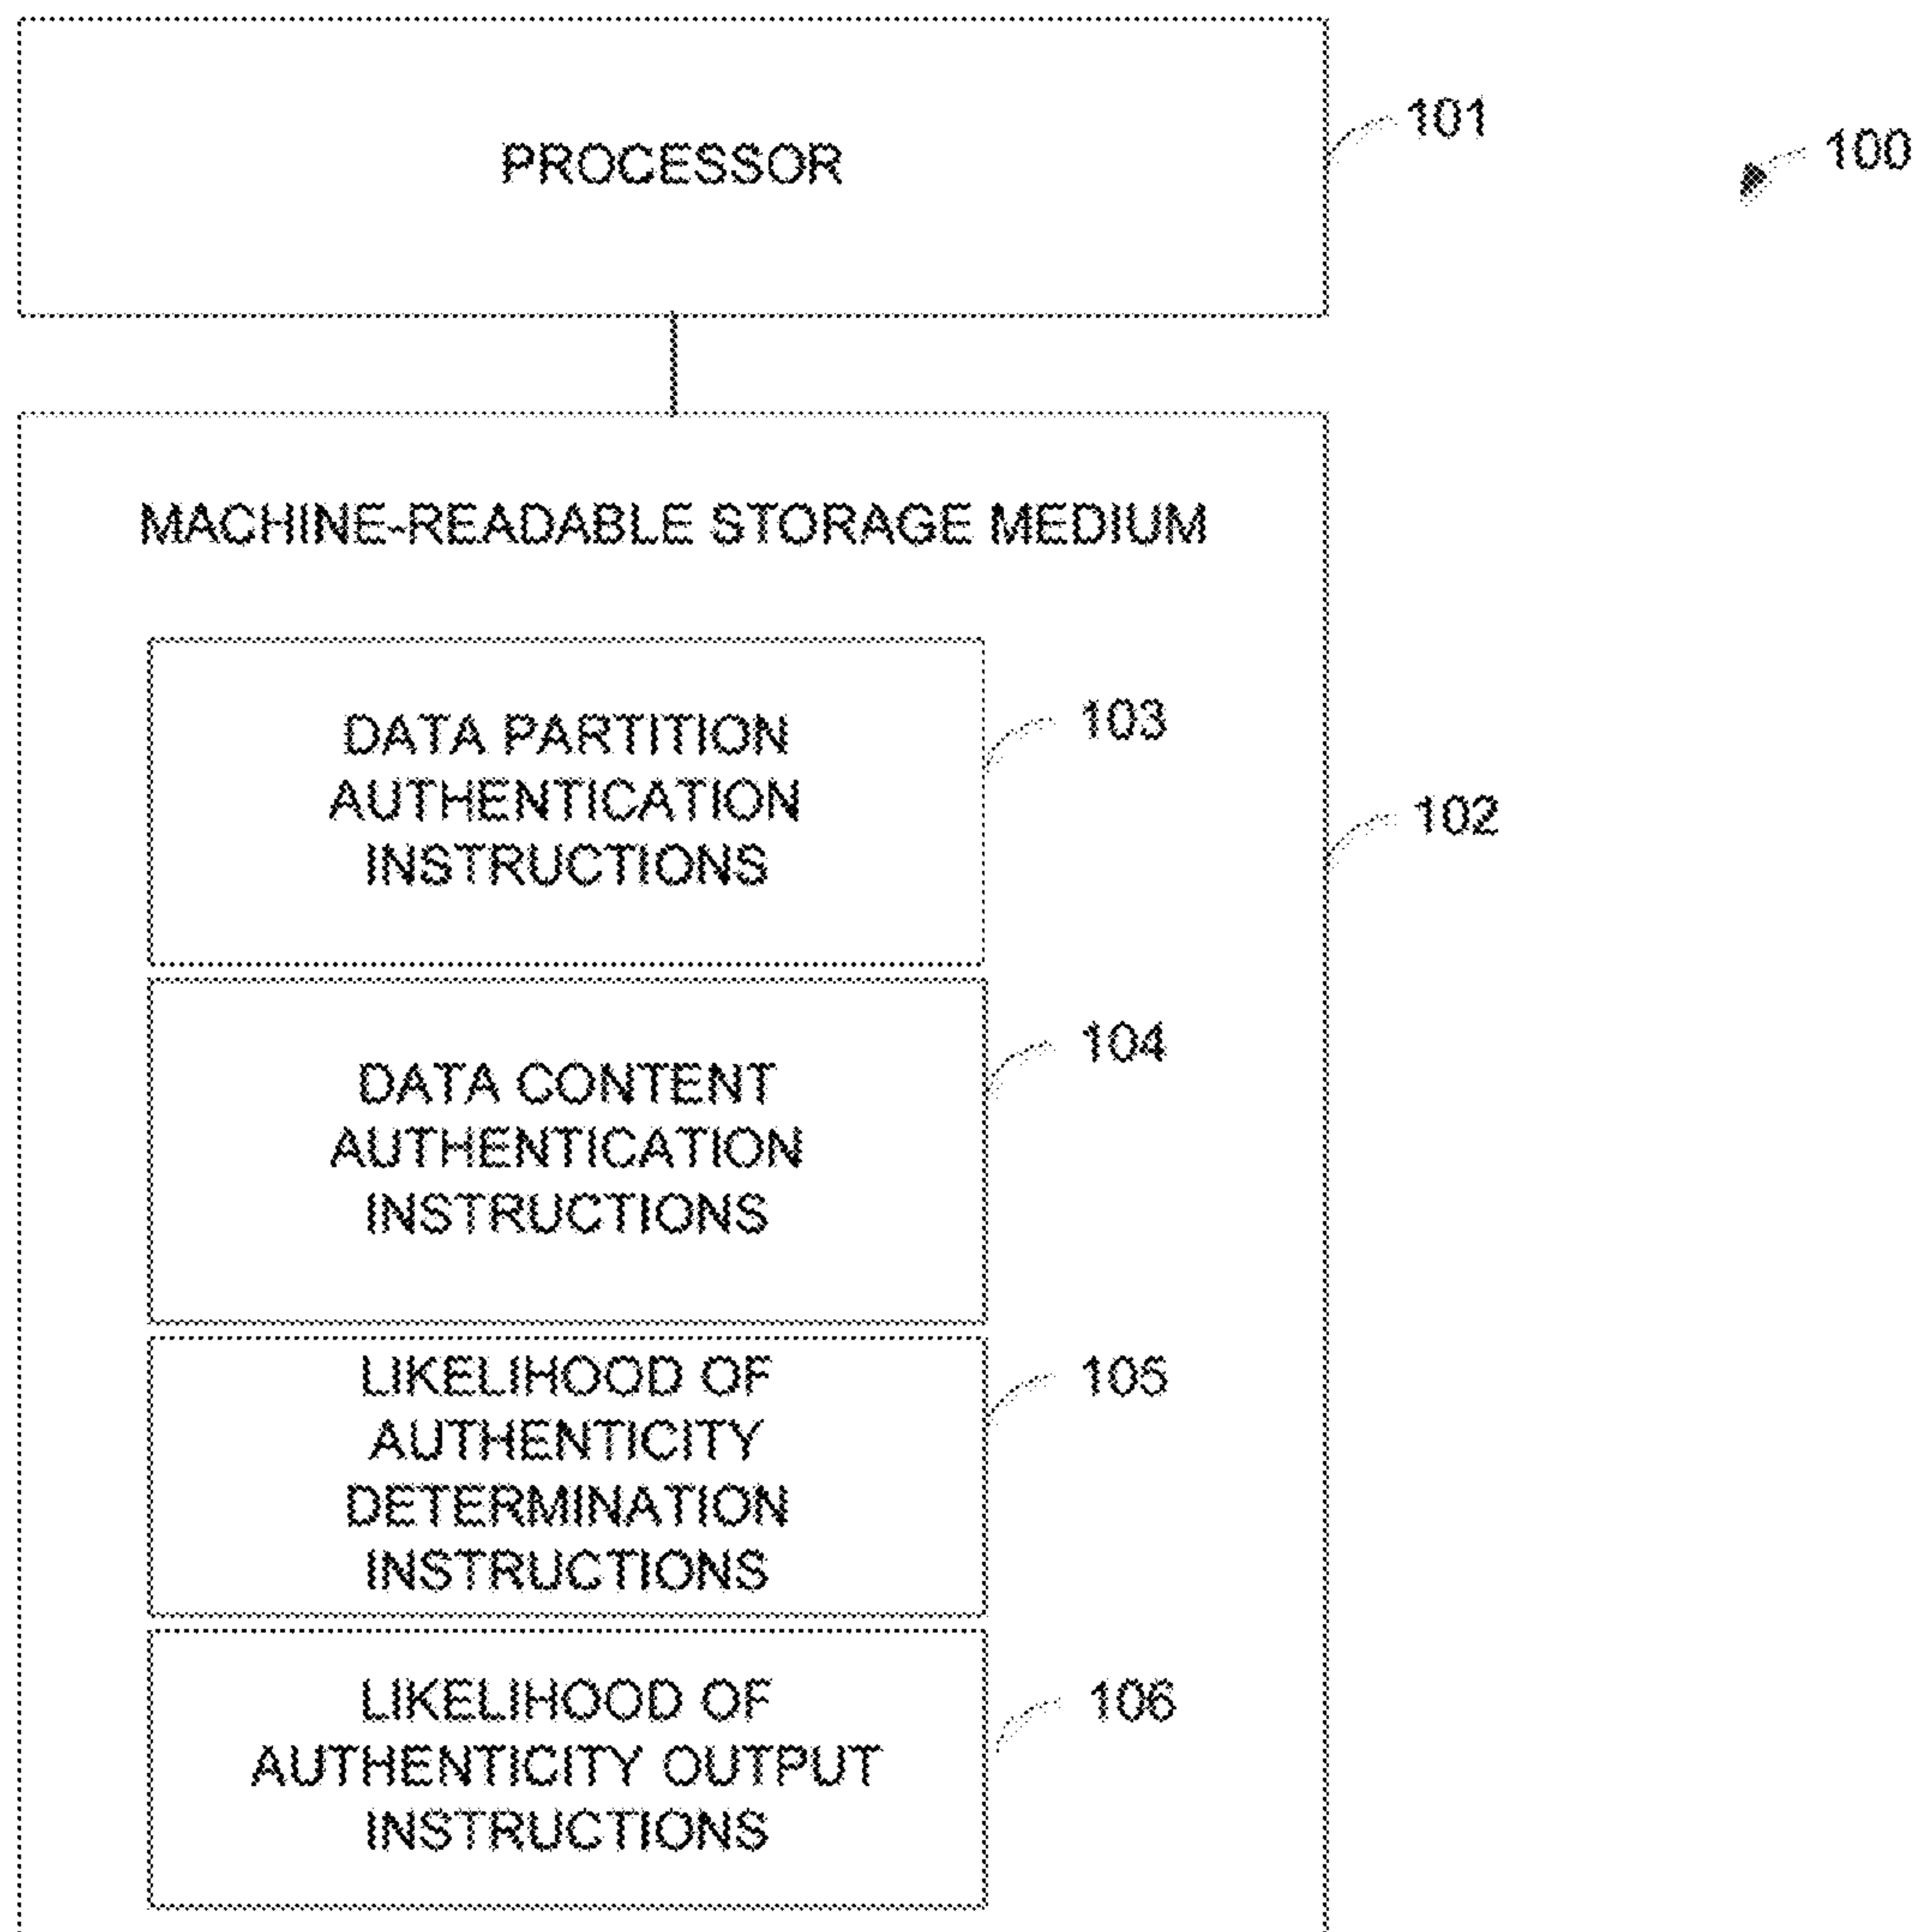 PROCESSOR
101
100
MACHINE-READABLE STORAGE MEDIUM
DATA PARTITION
AUTHENTICATION
INSTRUCTIONS
103
102
DATA CONTENT
AUTHENTICATION
INSTRUCTIONS
104
LIKELIHOOD OF
AUTHENTICITY
DETERMINATION
INSTRUCTIONS
105
LIKELIHOOD OF
AUTHENTICITY OUTPUT
INSTRUCTIONS
106